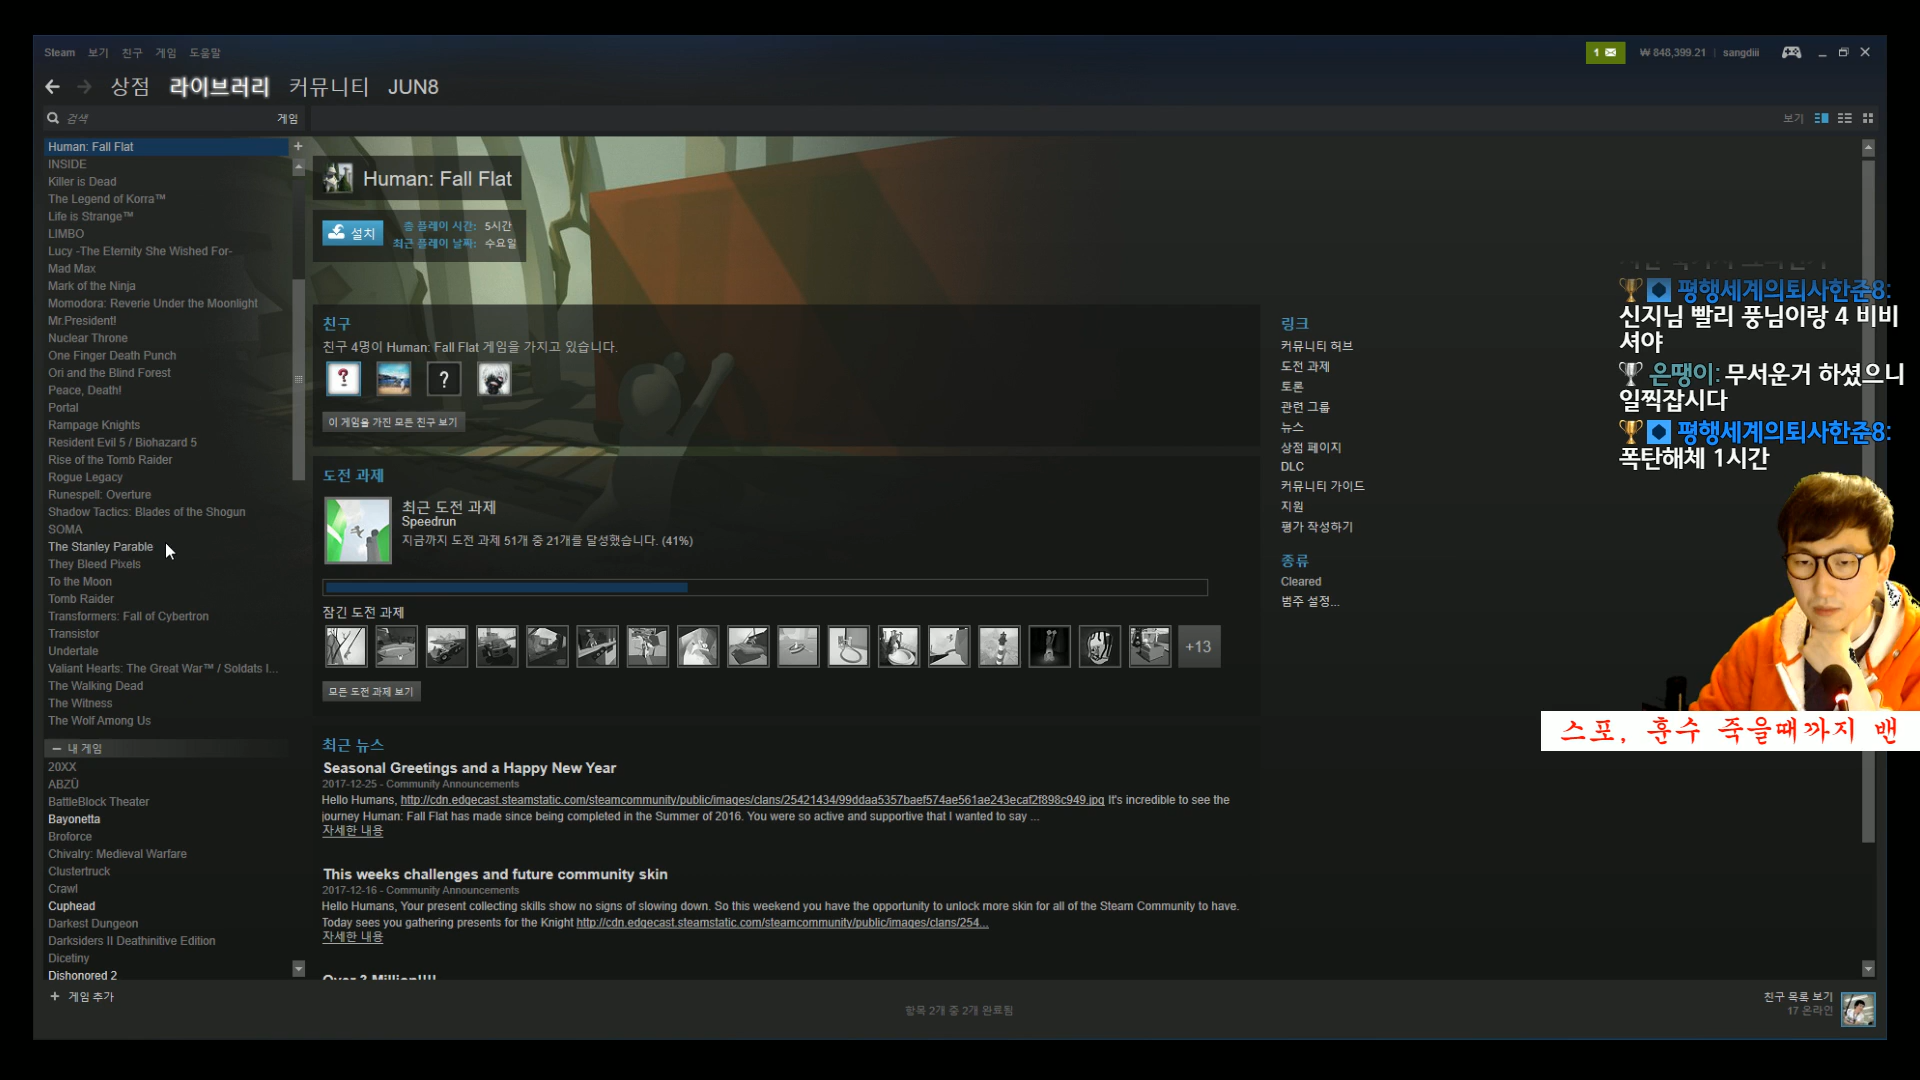 Steam 보기 친구 게임 도움말
1
₩ 848,399.21 | sangdiii
상점 라이브러리 커뮤니티 JUN8
검색
게임
보기
Human: Fall Flat
INSIDE
Killer is Dead
The Legend of Korra™
Life is Strange™
LIMBO
Lucy -The Eternity She Wished For-
Mad Max
Mark of the Ninja
Momodora: Reverie Under the Moonlight
Mr.President!
Nuclear Throne
One Finger Death Punch
Ori and the Blind Forest
Peace, Death!
Portal
Rampage Knights
Resident Evil 5 / Biohazard 5
Rise of the Tomb Raider
Rogue Legacy
Runespell: Overture
Shadow Tactics: Blades of the Shogun
SOMA
The Stanley Parable
They Bleed Pixels
To the Moon
Tomb Raider
Transformers: Fall of Cybertron
Transistor
Undertale
Valiant Hearts: The Great War™ / Soldats I...
The Walking Dead
The Witness
The Wolf Among Us
– 내 게임
20XX
ABZÛ
BattleBlock Theater
Bayonetta
Broforce
Chivalry: Medieval Warfare
Clustertruck
Crawl
Cuphead
Darkest Dungeon
Darksiders II Deathinitive Edition
Dicetiny
Dishonored 2
+ 게임 추가
Human: Fall Flat
설치
총 플레이 시간: 5시간
최근 플레이 날짜: 수요일
친구
친구 4명이 Human: Fall Flat 게임을 가지고 있습니다.
이 게임을 가진 모든 친구 보기
도전 과제
최근 도전 과제
Speedrun
지금까지 도전 과제 51개 중 21개를 달성했습니다. (41%)
잠긴 도전 과제
+13
모든 도전 과제 보기
최근 뉴스
Seasonal Greetings and a Happy New Year
2017-12-25 - Community Announcements
Hello Humans, http://cdn.edgecast.steamstatic.com/steamcommunity/public/images/clans/25421434/99ddaa5357baef574ae561ae243ecaf2f898c949.jpg It's incredible to see the
journey Human: Fall Flat has made since being completed in the Summer of 2016. You were so active and supportive that I wanted to say ...
자세한 내용
This weeks challenges and future community skin
2017-12-16 - Community Announcements
Hello Humans, Your present collecting skills show no signs of slowing down. So this weekend you have the opportunity to unlock more skin for all of the Steam Community to have.
Today sees you gathering presents for the Knight http://cdn.edgecast.steamstatic.com/steamcommunity/public/images/clans/254...
자세한 내용
Over 2 Million!!!!
링크
커뮤니티 허브
도전 과제
토론
관련 그룹
뉴스
상점 페이지
DLC
커뮤니티 가이드
지원
평가 작성하기
종류
Cleared
범주 설정...
평행세계의퇴사한준8:
신지님 빨리 풍님이랑 4 비비
셔야
은땡이: 무서운거 하셨으니
일찍잡시다
평행세계의퇴사한준8:
폭탄해체 1시간
스포, 훈수 죽을때까지 밴
항목 2개 중 2개 완료됨
친구 목록 보기
17 온라인